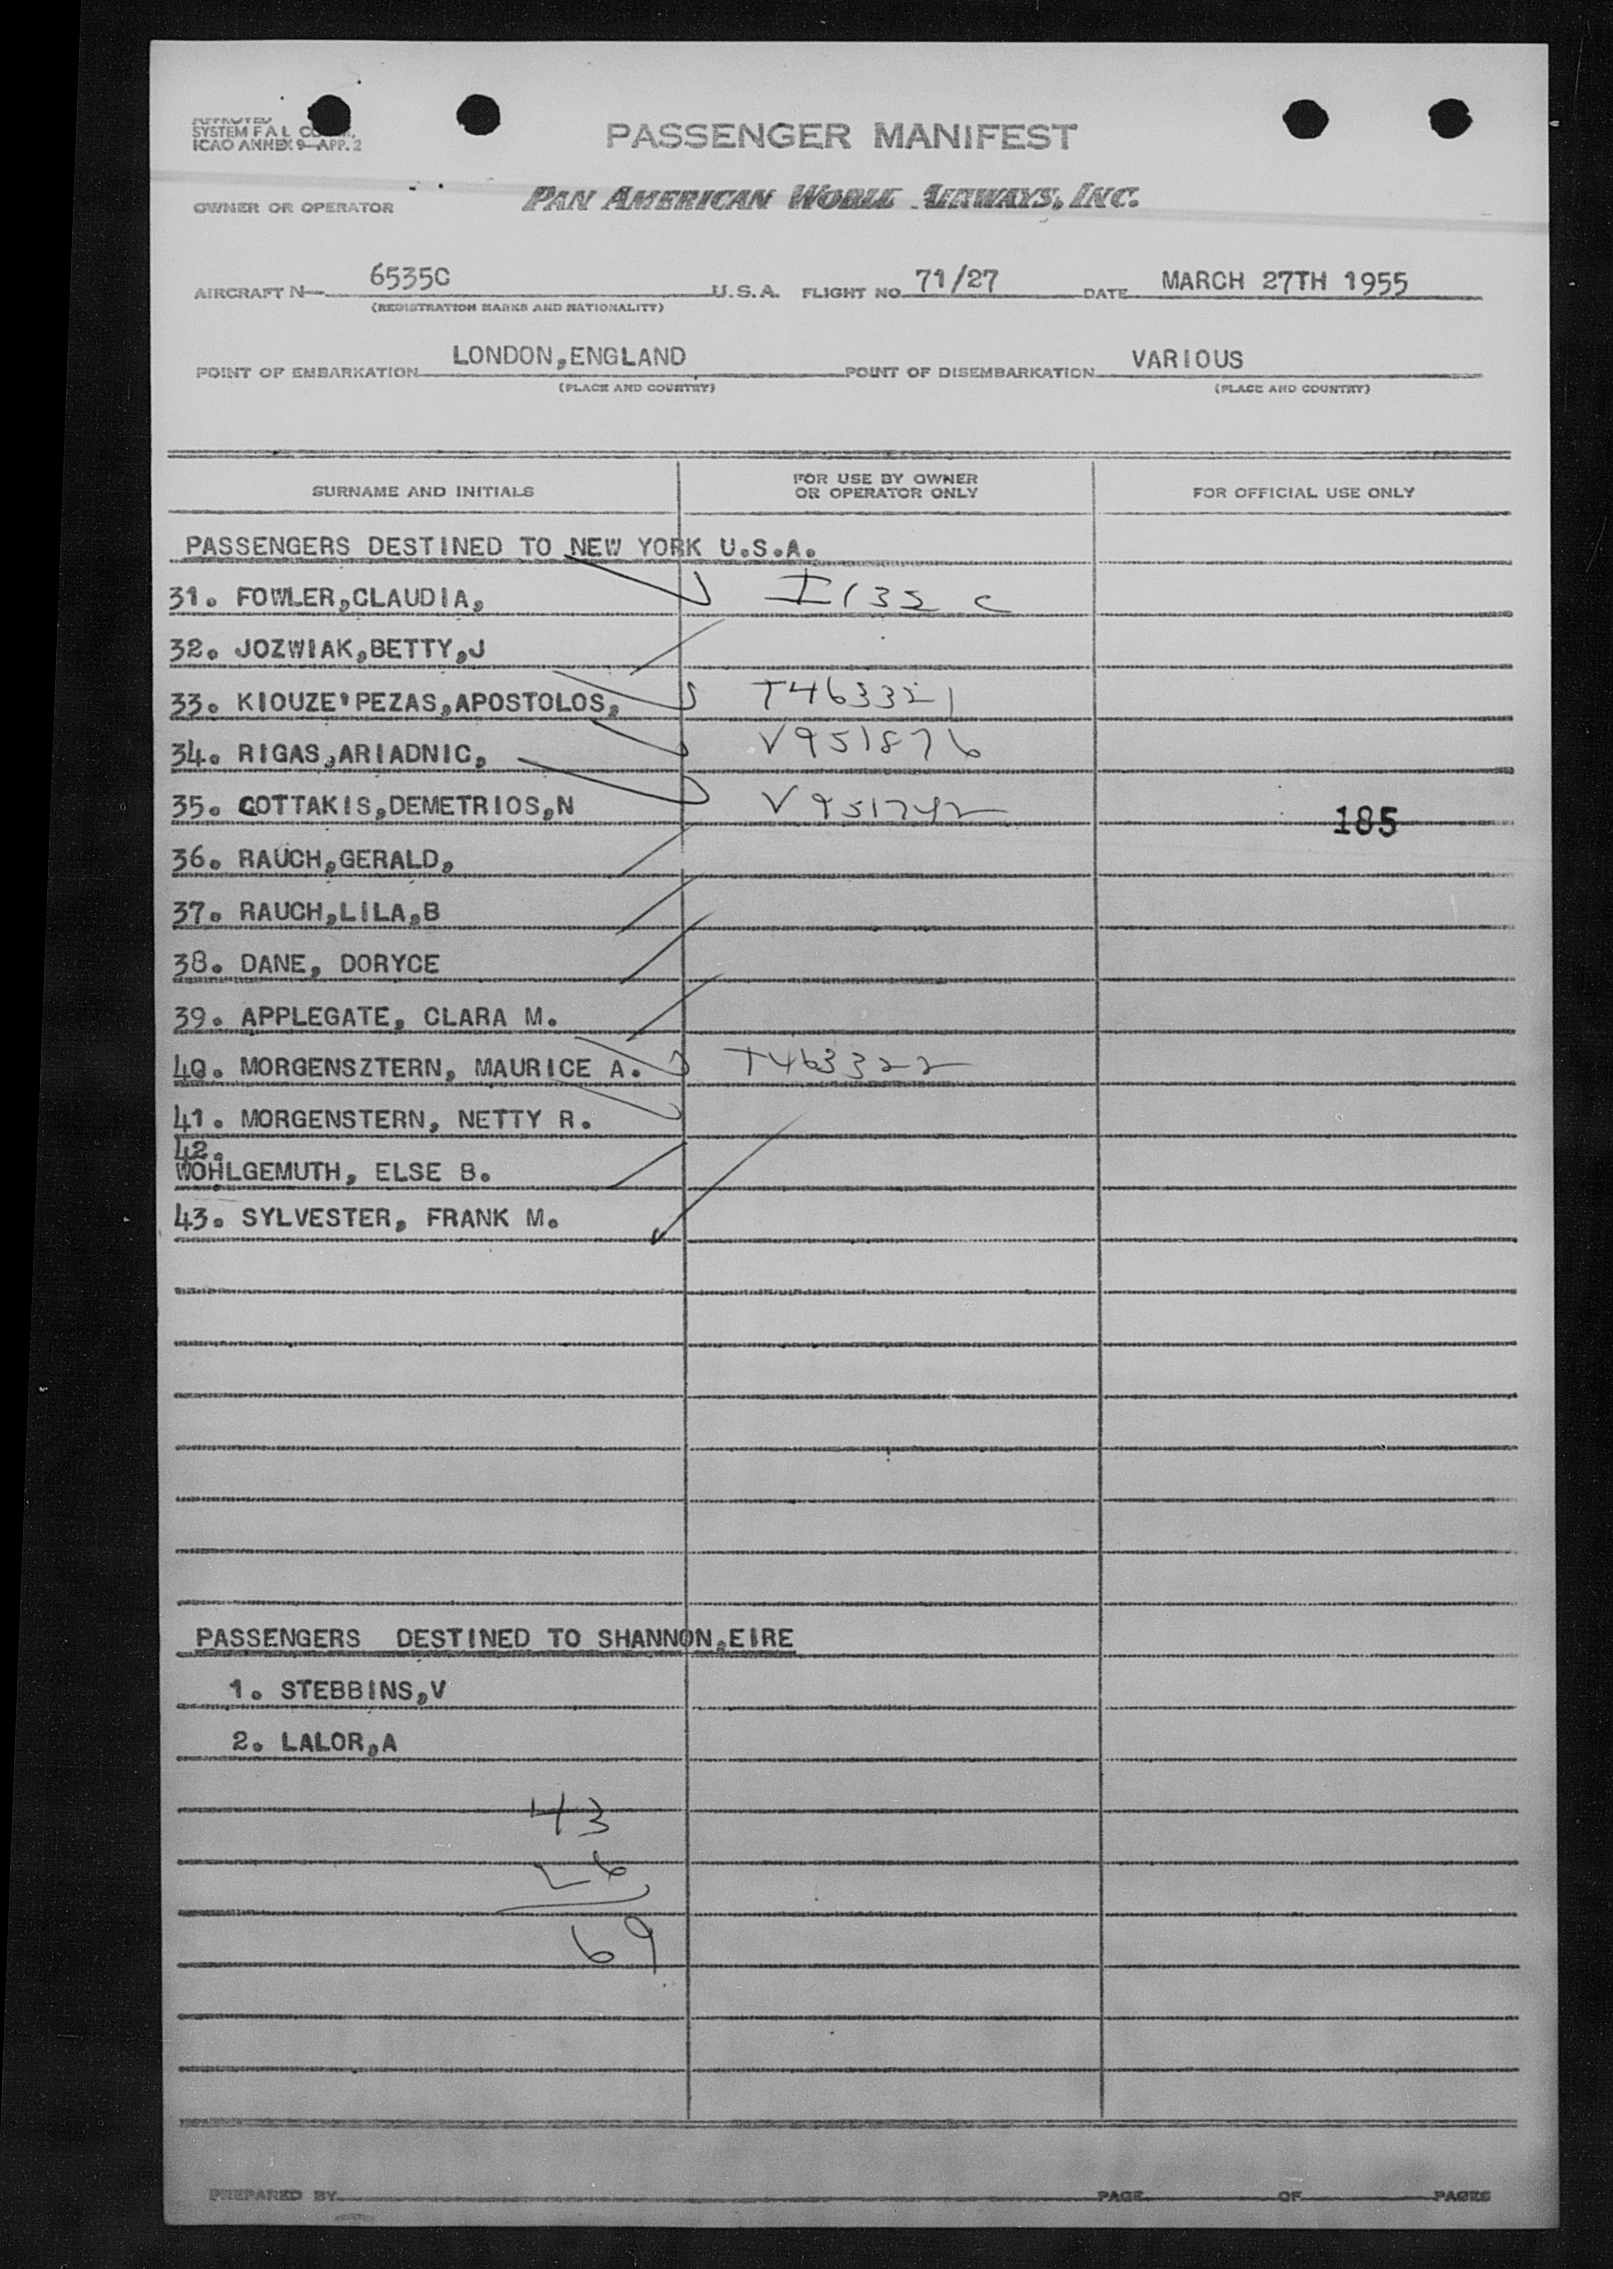 APPROVED
SYSTEM F A L
ICAO ANNEX 9—APP. 2
PASSENGER MANIFEST
OWNER OR OPERATOR PAN AMERICAN WORLD AIRWAYS, INC.
AIRCRAFT N— 6535C U.S.A. FLIGHT NO. 71/27 DATE MARCH 27TH 1955
(REGISTRATION MARKS AND NATIONALITY)
POINT OF EMBARKATION LONDON,ENGLAND POINT OF DISEMBARKATION VARIOUS
(PLACE AND COUNTRY) (PLACE AND COUNTRY)
SURNAME AND INITIALS FOR USE BY OWNER OR OPERATOR ONLY FOR OFFICIAL USE ONLY
PASSENGERS DESTINED TO NEW YORK U.S.A.
31. FOWLER,CLAUDIA, I 135 C
32. JOZWIAK,BETTY,J
33. KIOUZE'PEZAS,APOSTOLOS, T463321
34. RIGAS,ARIADNIC, V951876
35. COTTAKIS,DEMETRIOS,N V951742
185
36. RAUCH,GERALD,
37. RAUCH,LILA,B
38. DANE, DORYCE
39. APPLEGATE, CLARA M.
40. MORGENSZTERN, MAURICE A. T463322
41. MORGENSTERN, NETTY R.
42.
WOHLGEMUTH, ELSE B.
43. SYLVESTER, FRANK M.
PASSENGERS DESTINED TO SHANNON,EIRE
1. STEBBINS,V
2. LALOR,A
43
26
69
PREPARED BY PAGE OF PAGES